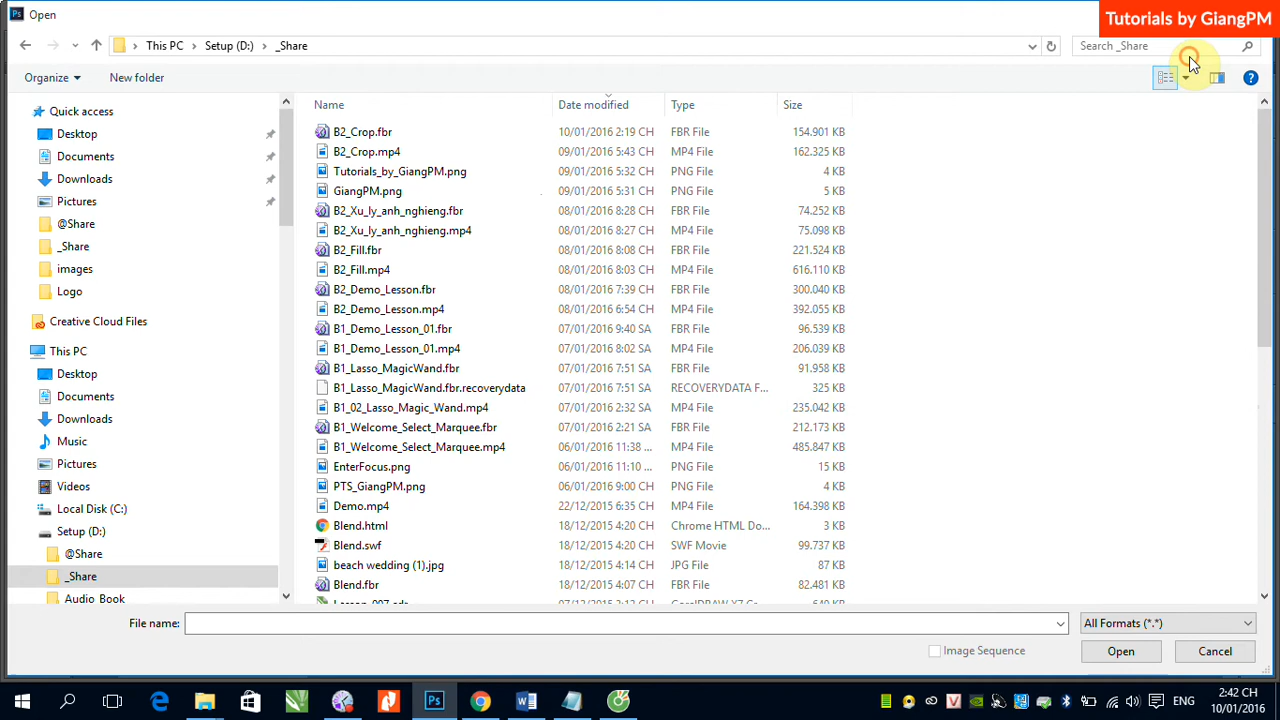 Open
Tutorials by GiangPM
This PC
Setup (D:)
_Share
Search _Share
Organize
New folder
Quick access
Desktop
Documents
Downloads
Pictures
@Share
_Share
images
Logo
Creative Cloud Files
This PC
Desktop
Documents
Downloads
Music
Pictures
Videos
Local Disk (C:)
Setup (D:)
@Share
_Share
Audio_Book
Name Date modified Type Size
B2_Crop.fbr 10/01/2016 2:19 CH FBR File 154.901 KB
B2_Crop.mp4 09/01/2016 5:43 CH MP4 File 162.325 KB
Tutorials_by_GiangPM.png 09/01/2016 5:32 CH PNG File 4 KB
GiangPM.png 09/01/2016 5:31 CH PNG File 5 KB
B2_Xu_ly_anh_nghieng.fbr 08/01/2016 8:28 CH FBR File 74.252 KB
B2_Xu_ly_anh_nghieng.mp4 08/01/2016 8:27 CH MP4 File 75.098 KB
B2_Fill.fbr 08/01/2016 8:08 CH FBR File 221.524 KB
B2_Fill.mp4 08/01/2016 8:03 CH MP4 File 616.110 KB
B2_Demo_Lesson.fbr 08/01/2016 7:39 CH FBR File 300.040 KB
B2_Demo_Lesson.mp4 08/01/2016 6:54 CH MP4 File 392.055 KB
B1_Demo_Lesson_01.fbr 07/01/2016 9:40 SA FBR File 96.539 KB
B1_Demo_Lesson_01.mp4 07/01/2016 8:02 SA MP4 File 206.039 KB
B1_Lasso_MagicWand.fbr 07/01/2016 7:51 SA FBR File 91.958 KB
B1_Lasso_MagicWand.fbr.recoverydata 07/01/2016 7:51 SA RECOVERYDATA F... 325 KB
B1_02_Lasso_Magic_Wand.mp4 07/01/2016 2:32 SA MP4 File 235.042 KB
B1_Welcome_Select_Marquee.fbr 07/01/2016 2:21 SA FBR File 212.173 KB
B1_Welcome_Select_Marquee.mp4 06/01/2016 11:38 ... MP4 File 485.847 KB
EnterFocus.png 06/01/2016 11:10 ... PNG File 15 KB
PTS_GiangPM.png 06/01/2016 9:00 CH PNG File 4 KB
Demo.mp4 22/12/2015 6:35 CH MP4 File 164.398 KB
Blend.html 18/12/2015 4:20 CH Chrome HTML Do... 3 KB
Blend.swf 18/12/2015 4:20 CH SWF Movie 99.737 KB
beach wedding (1).jpg 18/12/2015 4:14 CH JPG File 87 KB
Blend.fbr 18/12/2015 4:07 CH FBR File 82.481 KB
File name:
All Formats (*.*)
Image Sequence
Open
Cancel
ENG
2:42 CH
10/01/2016